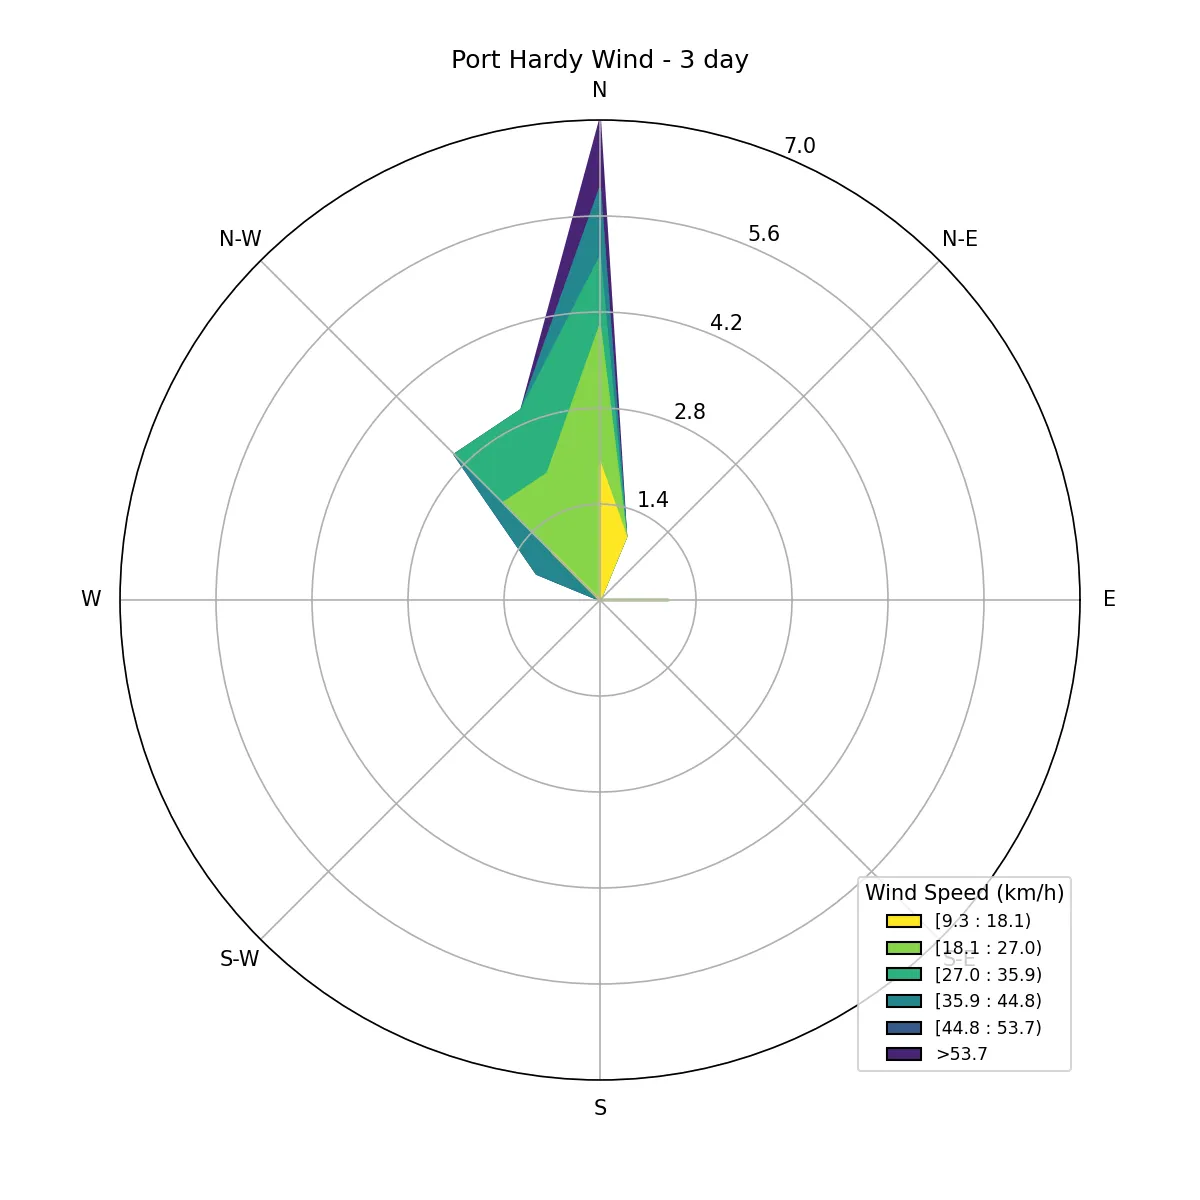 Port Hardy Wind - 3 day
N
7.0
N-W
N-E
5.6
4.2
2.8
1.4
W
E
S-W
S-E
S
Wind Speed (km/h)
[9.3 : 18.1)
[18.1 : 27.0)
[27.0 : 35.9)
[35.9 : 44.8)
[44.8 : 53.7)
>53.7